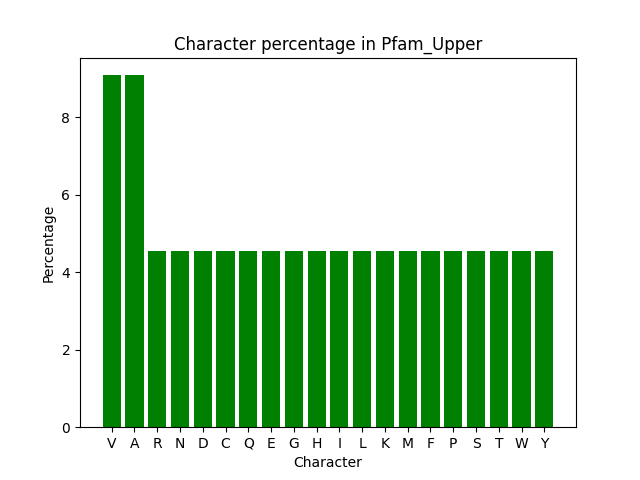 Character percentage in Pfam_Upper
Percentage
8
6
4
2
0
V A R N D C Q E G H I L K M F P S T W Y
Character